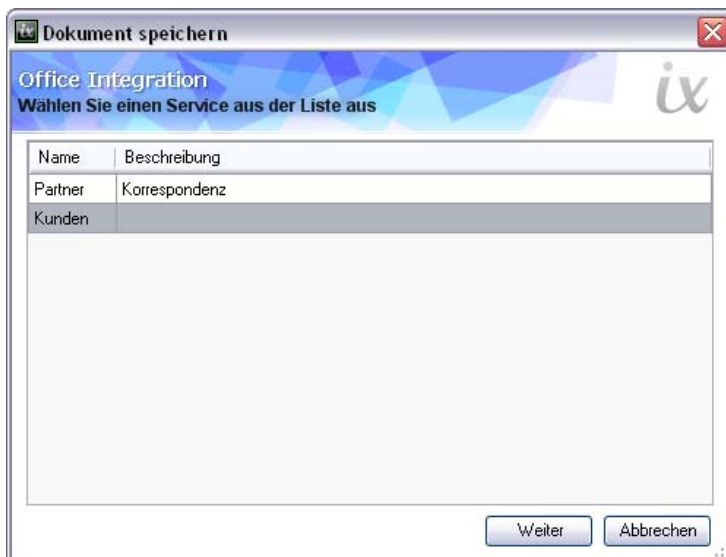 ix Dokument speichern
Office Integration
Wählen Sie einen Service aus der Liste aus
ix
Name Beschreibung
Partner Korrespondenz
Kunden
Weiter Abbrechen